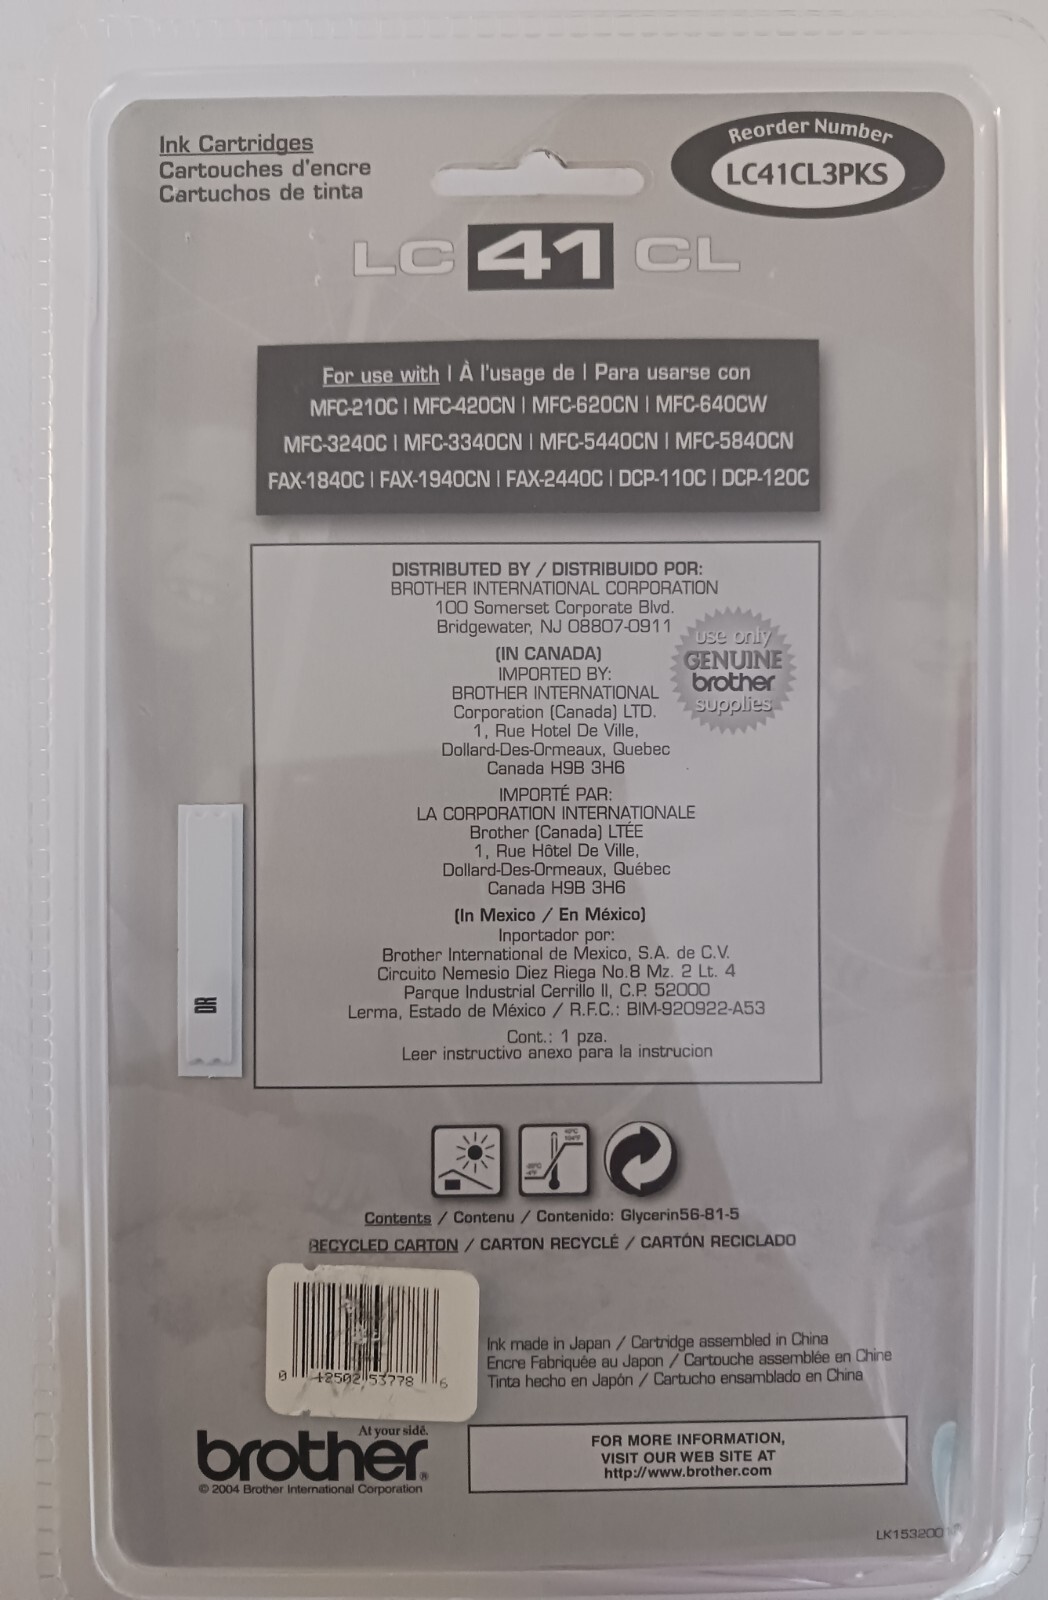 Ink Cartridges
Cartouches d'encre
Cartuchos de tinta
Reorder Number
LC41CL3PKS
LC 41 CL
For use with | À l'usage de | Para usarse con
MFC-210C | MFC-420CN | MFC-620CN | MFC-640CW
MFC-3240C | MFC-3340CN | MFC-5440CN | MFC-5840CN
FAX-1840C | FAX-1940CN | FAX-2440C | DCP-110C | DCP-120C
DISTRIBUTED BY / DISTRIBUIDO POR:
BROTHER INTERNATIONAL CORPORATION
100 Somerset Corporate Blvd.
Bridgewater, NJ 08807-0911
(IN CANADA)
IMPORTED BY:
BROTHER INTERNATIONAL
Corporation (Canada) LTD.
1, Rue Hotel De Ville,
Dollard-Des-Ormeaux, Quebec
Canada H9B 3H6
use only
GENUINE
brother
supplies
IMPORTÉ PAR:
LA CORPORATION INTERNATIONALE
Brother (Canada) LTÉE
1, Rue Hôtel De Ville,
Dollard-Des-Ormeaux, Québec
Canada H9B 3H6
(In Mexico / En México)
Inportador por:
Brother International de Mexico, S.A. de C.V.
Circuito Nemesio Diez Riega No.8 Mz. 2 Lt. 4
Parque Industrial Cerrillo II, C.P. 52000
Lerma, Estado de México / R.F.C.: BIM-920922-A53
Cont.: 1 pza.
Leer instructivo anexo para la instrucion
Contents / Contenu / Contenido: Glycerin56-81-5
RECYCLED CARTON / CARTON RECYCLÉ / CARTÓN RECICLADO
0 12502 53778 6
Ink made in Japan / Cartridge assembled in China
Encre Fabriquée au Japon / Cartouche assemblée en Chine
Tinta hecho en Japón / Cartucho ensamblado en China
At your side.
brother®
© 2004 Brother International Corporation
FOR MORE INFORMATION,
VISIT OUR WEB SITE AT
http://www.brother.com